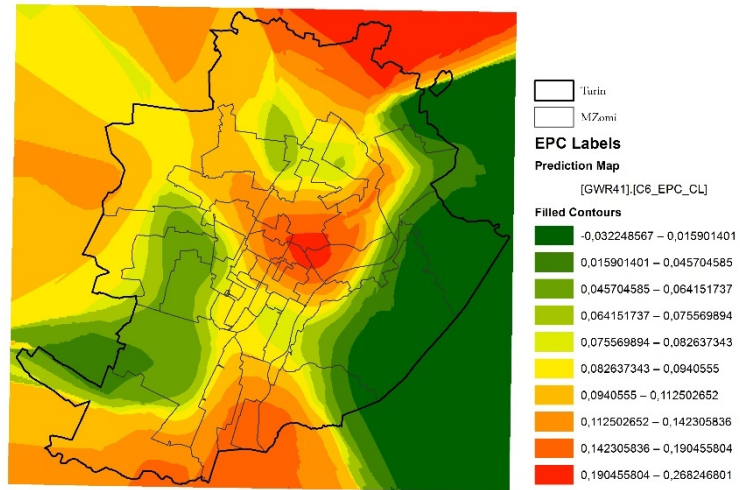 Turin
MZomi
EPC Labels
Prediction Map
[GWR41].[C6_EPC_CL]
Filled Contours
-0,032248567 – 0,015901401
0,015901401 – 0,045704585
0,045704585 – 0,064151737
0,064151737 – 0,075569894
0,075569894 – 0,082637343
0,082637343 – 0,0940555
0,0940555 – 0,112502652
0,112502652 – 0,142305836
0,142305836 – 0,190455804
0,190455804 – 0,268246801